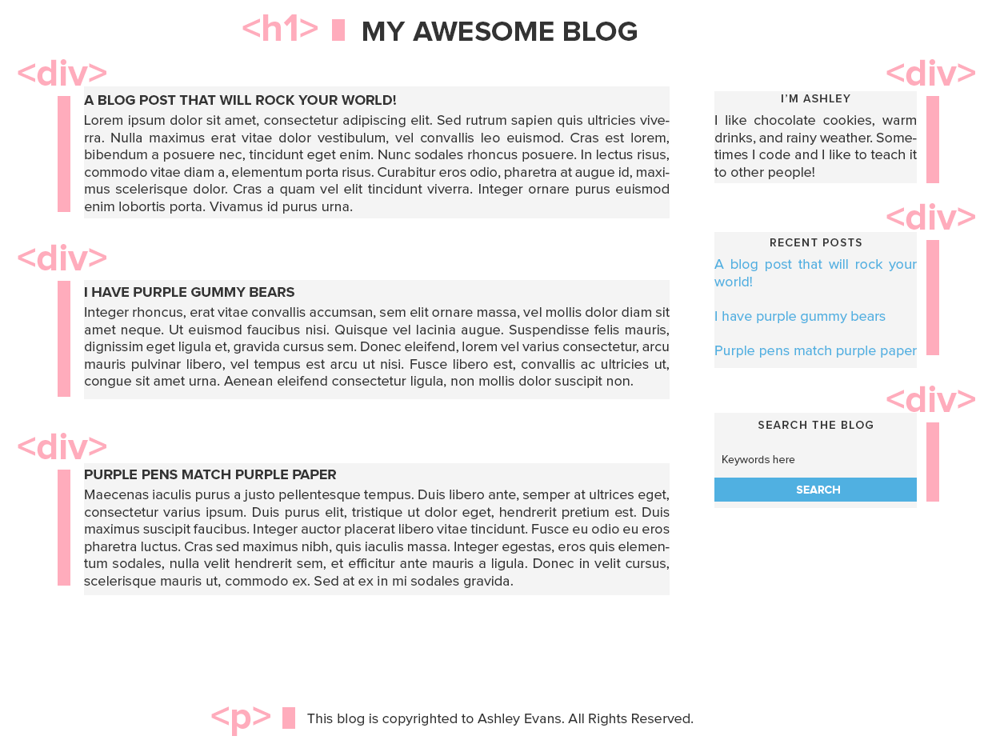 <h1> MY AWESOME BLOG
<div>
A BLOG POST THAT WILL ROCK YOUR WORLD!
Lorem ipsum dolor sit amet, consectetur adipiscing elit. Sed rutrum sapien quis ultricies vive-
rra. Nulla maximus erat vitae dolor vestibulum, vel convallis leo euismod. Cras est lorem,
bibendum a posuere nec, tincidunt eget enim. Nunc sodales rhoncus posuere. In lectus risus,
commodo vitae diam a, elementum porta risus. Curabitur eros odio, pharetra at augue id, maxi-
mus scelerisque dolor. Cras a quam vel elit tincidunt viverra. Integer ornare purus euismod
enim lobortis porta. Vivamus id purus urna.
<div>
I HAVE PURPLE GUMMY BEARS
Integer rhoncus, erat vitae convallis accumsan, sem elit ornare massa, vel mollis dolor diam sit
amet neque. Ut euismod faucibus nisi. Quisque vel lacinia augue. Suspendisse felis mauris,
dignissim eget ligula et, gravida cursus sem. Donec eleifend, lorem vel varius consectetur, arcu
mauris pulvinar libero, vel tempus est arcu ut nisi. Fusce libero est, convallis ac ultricies ut,
congue sit amet urna. Aenean eleifend consectetur ligula, non mollis dolor suscipit non.
<div>
PURPLE PENS MATCH PURPLE PAPER
Maecenas iaculis purus a justo pellentesque tempus. Duis libero ante, semper at ultrices eget,
consectetur varius ipsum. Duis purus elit, tristique ut dolor eget, hendrerit pretium est. Duis
maximus suscipit faucibus. Integer auctor placerat libero vitae tincidunt. Fusce eu odio eu eros
pharetra luctus. Cras sed maximus nibh, quis iaculis massa. Integer egestas, eros quis elemen-
tum sodales, nulla velit hendrerit sem, et efficitur ante mauris a ligula. Donec in velit cursus,
scelerisque mauris ut, commodo ex. Sed at ex in mi sodales gravida.
<div>
I'M ASHLEY
I like chocolate cookies, warm
drinks, and rainy weather. Some-
times I code and I like to teach it
to other people!
<div>
RECENT POSTS
A blog post that will rock your
world!
I have purple gummy bears
Purple pens match purple paper
<div>
SEARCH THE BLOG
Keywords here
SEARCH
<p> This blog is copyrighted to Ashley Evans. All Rights Reserved.